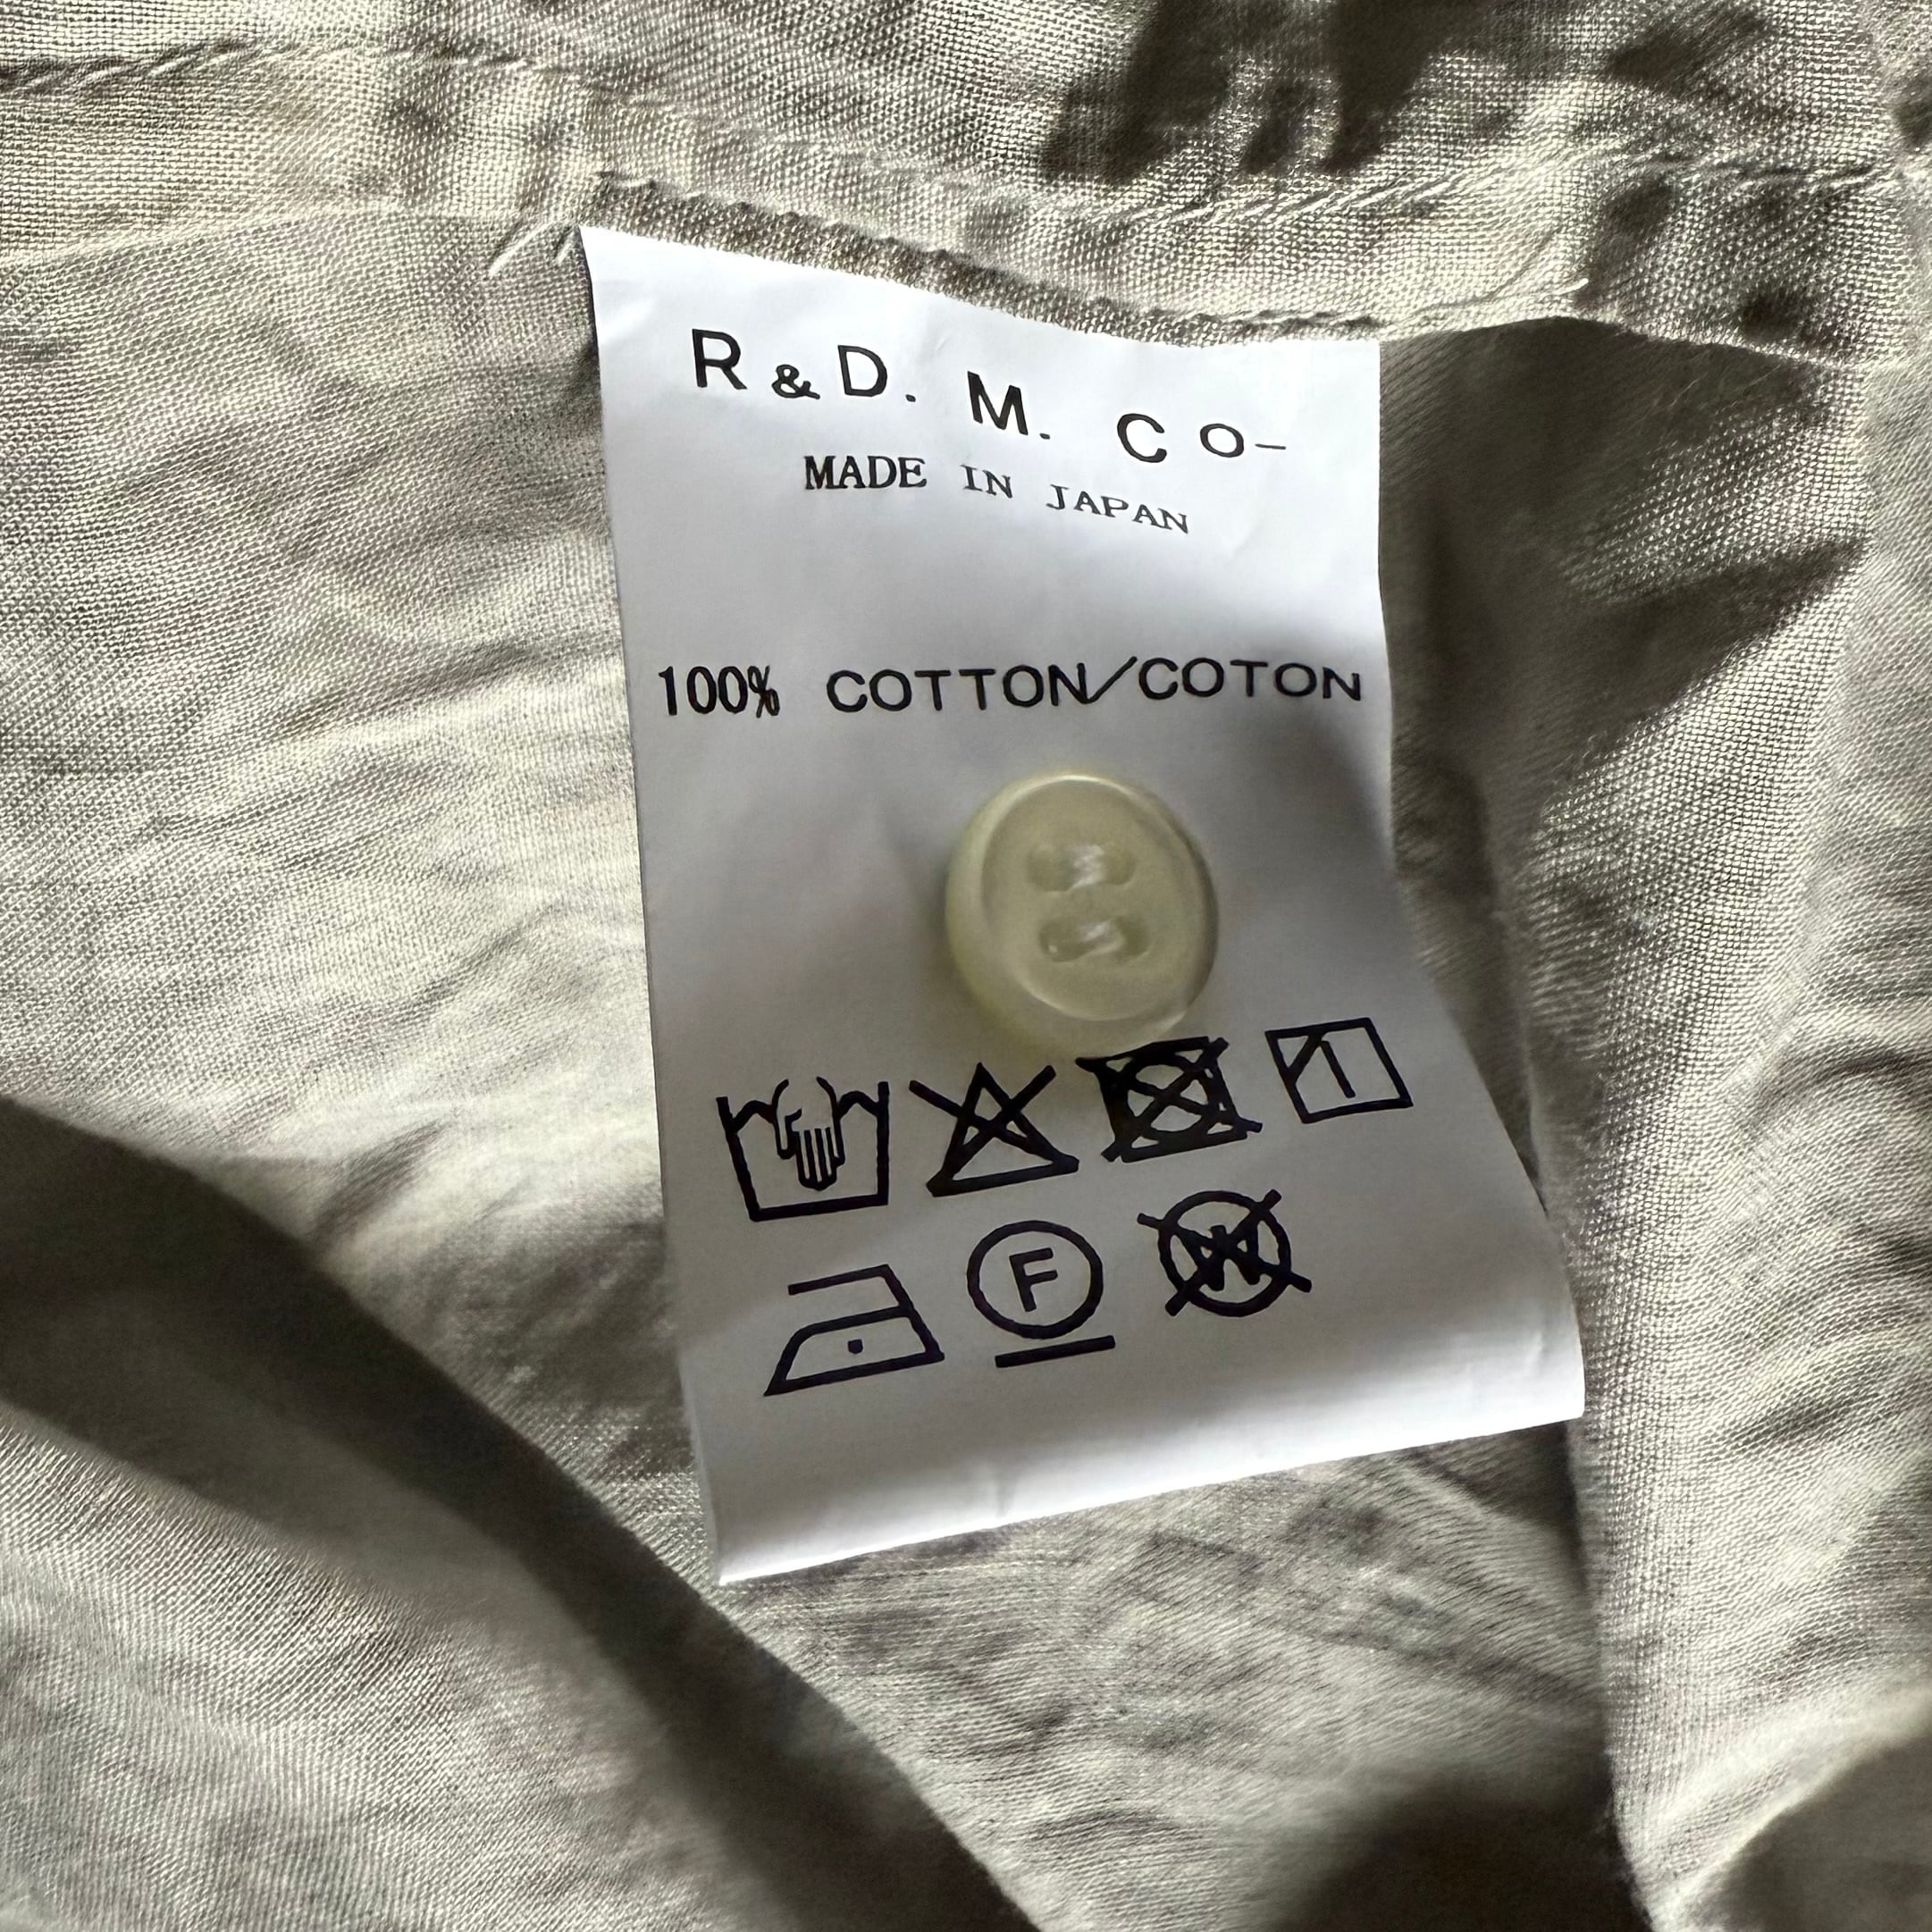 R&D. M. CO-
MADE IN JAPAN
100% COTTON/COTON
F W